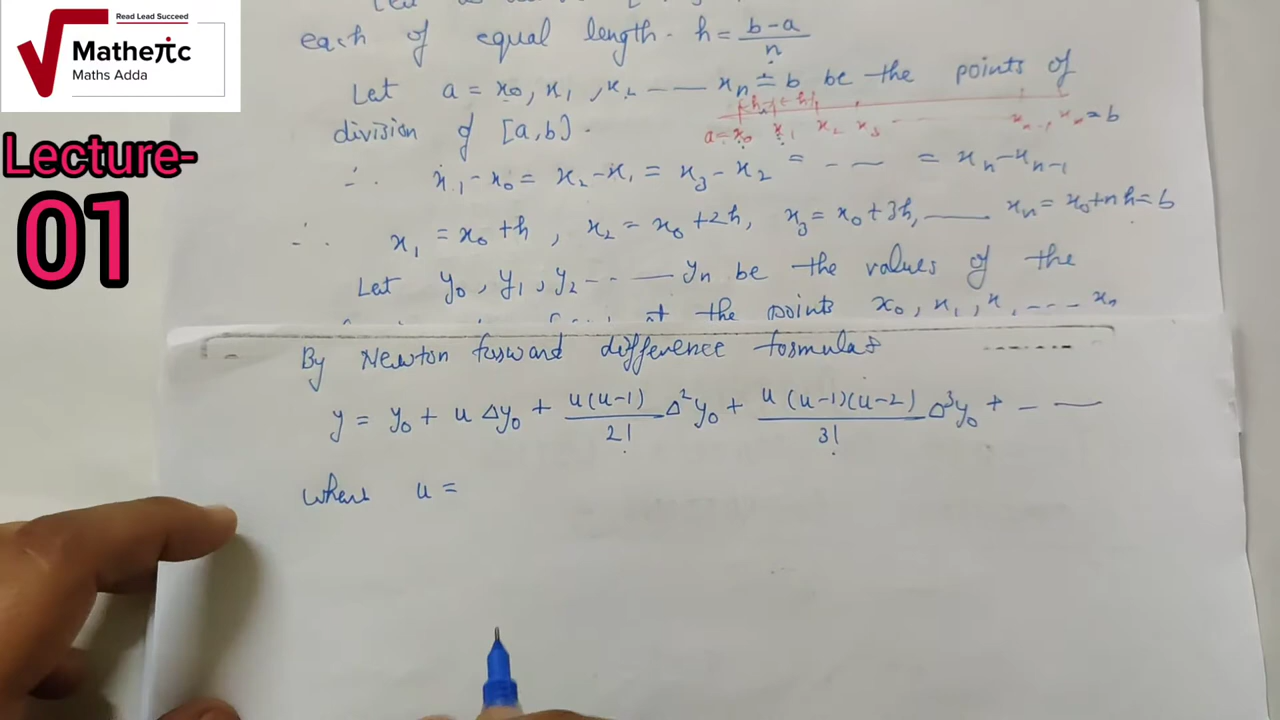 Read Lead Succeed
Matheπc
Maths Adda
Lecture-
01
each of equal length. h = (b-a)/n
Let a = x₀, x₁, x₂ ---- xₙ = b be the points of
division of [a,b].
←h→ ←h→
a=x₀ x₁ x₂ x₃ -------- xₙ₋₁ xₙ=b
∴ x₁-x₀ = x₂-x₁ = x₃-x₂ = ---- = xₙ-xₙ₋₁
∴ x₁ = x₀+h, x₂ = x₀+2h, x₃ = x₀+3h, ---- xₙ = x₀+nh=b
Let y₀, y₁, y₂ ------ yₙ be the values of the
at the points x₀, x₁, x, ---- xₙ
By Newton forward difference formulas
y = y₀ + u Δy₀ + u(u-1)/2! Δ²y₀ + u(u-1)(u-2)/3! Δ³y₀ + ----
where u =